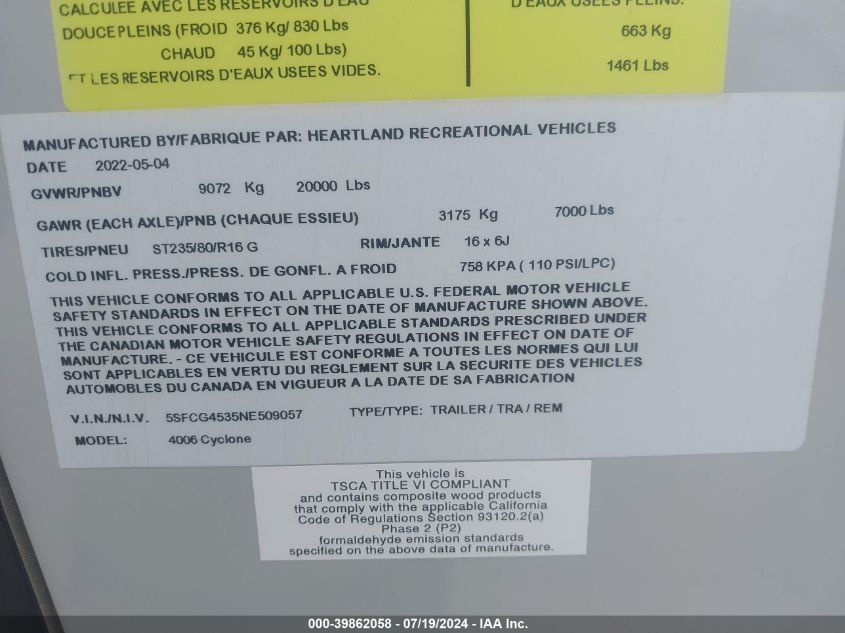 CALCULEE AVEC LES RESERVOIRS D'EAU
DOUCE PLEINS (FROID 376 Kg/ 830 Lbs
CHAUD 45 Kg/ 100 Lbs)
ET LES RESERVOIRS D'EAUX USEES VIDES.
D'EAUX USEES PLEINS.
663 Kg
1461 Lbs
MANUFACTURED BY/FABRIQUE PAR: HEARTLAND RECREATIONAL VEHICLES
DATE 2022-05-04
GVWR/PNBV 9072 Kg 20000 Lbs
GAWR (EACH AXLE)/PNB (CHAQUE ESSIEU) 3175 Kg 7000 Lbs
TIRES/PNEU ST235/80/R16 G RIM/JANTE 16 x 6J
COLD INFL. PRESS./PRESS. DE GONFL. A FROID 758 KPA ( 110 PSI/LPC)
THIS VEHICLE CONFORMS TO ALL APPLICABLE U.S. FEDERAL MOTOR VEHICLE
SAFETY STANDARDS IN EFFECT ON THE DATE OF MANUFACTURE SHOWN ABOVE.
THIS VEHICLE CONFORMS TO ALL APPLICABLE STANDARDS PRESCRIBED UNDER
THE CANADIAN MOTOR VEHICLE SAFETY REGULATIONS IN EFFECT ON DATE OF
MANUFACTURE. - CE VEHICULE EST CONFORME A TOUTES LES NORMES QUI LUI
SONT APPLICABLES EN VERTU DU REGLEMENT SUR LA SECURITE DES VEHICLES
AUTOMOBLES DU CANADA EN VIGUEUR A LA DATE DE SA FABRICATION
V.I.N./N.I.V. 5SFCG4535NE509057 TYPE/TYPE: TRAILER / TRA / REM
MODEL: 4006 Cyclone
This vehicle is
TSCA TITLE VI COMPLIANT
and contains composite wood products
that comply with the applicable California
Code of Regulations Section 93120.2(a)
Phase 2 (P2)
formaldehyde emission standards
specified on the above data of manufacture.
000-39862058 - 07/19/2024 - IAA Inc.